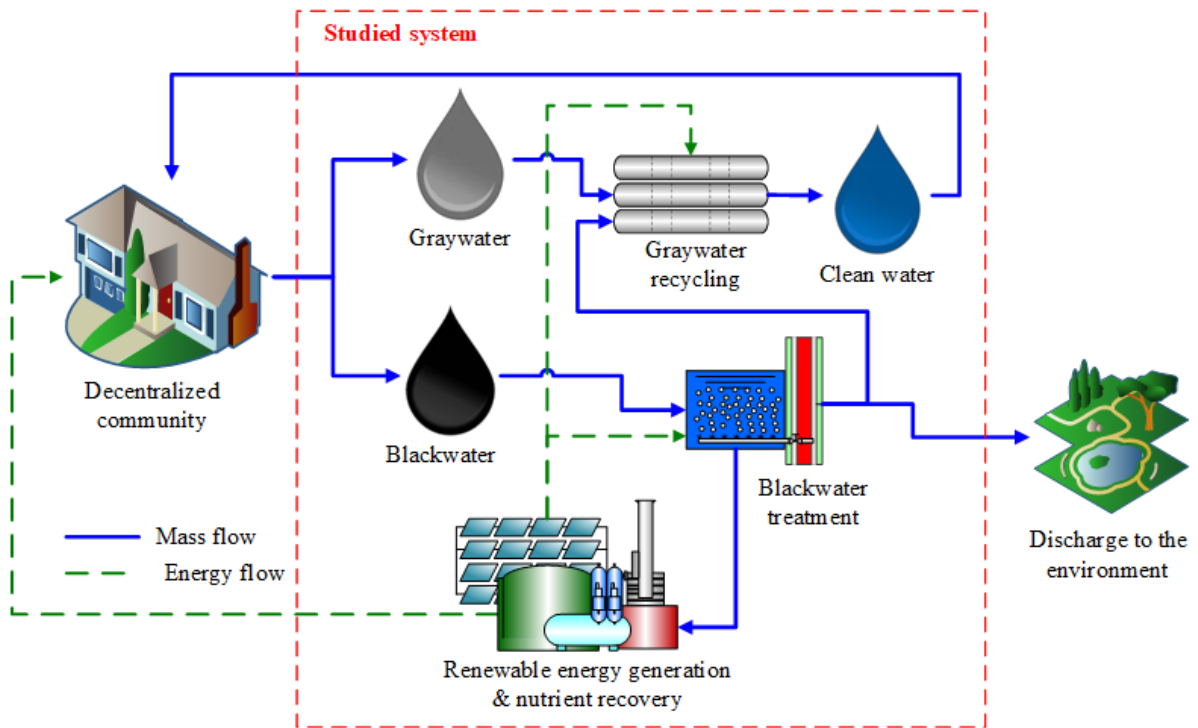 Studied system
Graywater
Graywater
recycling
Clean water
Decentralized
community
Blackwater
Blackwater
treatment
Mass flow
Energy flow
Discharge to the
environment
Renewable energy generation
& nutrient recovery